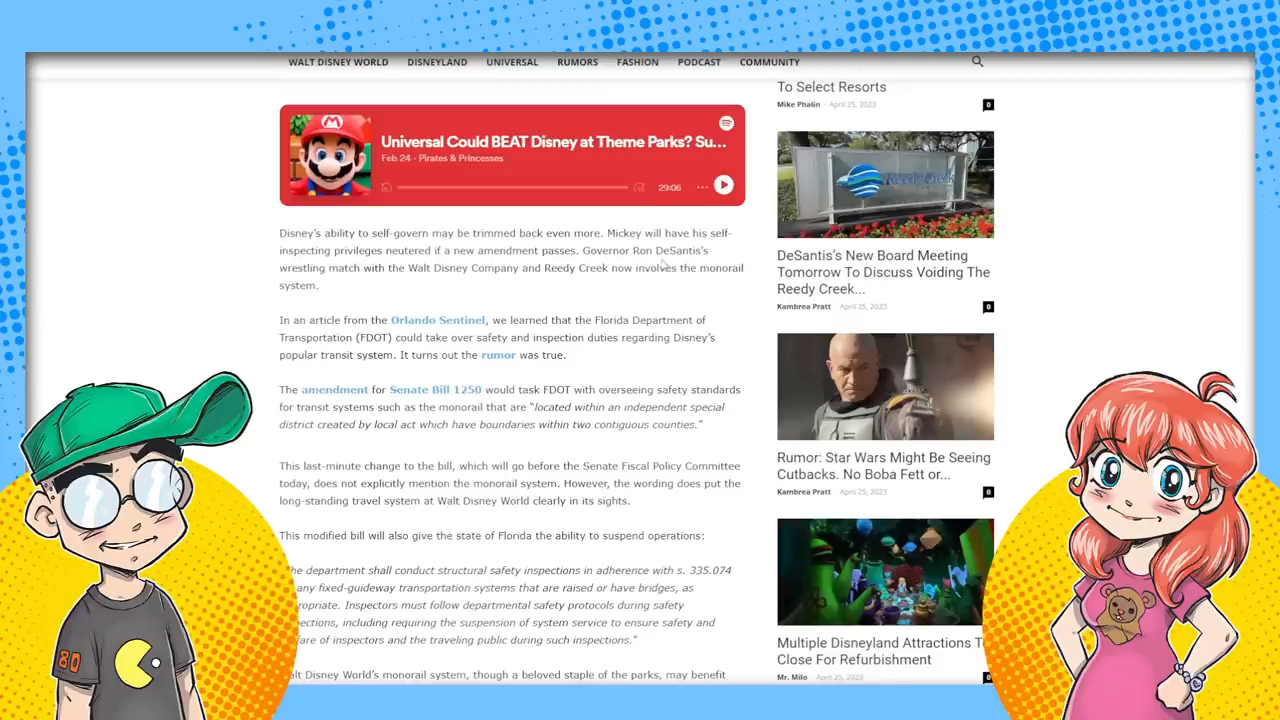 WALT DISNEY WORLD DISNEYLAND UNIVERSAL RUMORS FASHION PODCAST COMMUNITY
Universal Could BEAT Disney at Theme Parks? Su...
Feb 24 · Pirates & Princesses
29:06
Disney's ability to self-govern may be trimmed back even more. Mickey will have his self-
inspecting privileges neutered if a new amendment passes. Governor Ron DeSantis's
wrestling match with the Walt Disney Company and Reedy Creek now involves the monorail
system.
In an article from the Orlando Sentinel, we learned that the Florida Department of
Transportation (FDOT) could take over safety and inspection duties regarding Disney's
popular transit system. It turns out the rumor was true.
The amendment for Senate Bill 1250 would task FDOT with overseeing safety standards
for transit systems such as the monorail that are "located within an independent special
district created by local act which have boundaries within two contiguous counties."
This last-minute change to the bill, which will go before the Senate Fiscal Policy Committee
today, does not explicitly mention the monorail system. However, the wording does put the
long-standing travel system at Walt Disney World clearly in its sights.
This modified bill will also give the state of Florida the ability to suspend operations:
he department shall conduct structural safety inspections in adherence with s. 335.074
any fixed-guideway transportation systems that are raised or have bridges, as
ropriate. Inspectors must follow departmental safety protocols during safety
ections, including requiring the suspension of system service to ensure safety and
fare of inspectors and the traveling public during such inspections."
alt Disney World's monorail system, though a beloved staple of the parks, may benefit
To Select Resorts
Mike Phalin - April 25, 2023 0
Reedy Creek
DeSantis's New Board Meeting
Tomorrow To Discuss Voiding The
Reedy Creek...
Kambrea Pratt April 25, 2023 0
Rumor: Star Wars Might Be Seeing
Cutbacks. No Boba Fett or...
Kambrea Pratt April 25, 2023 0
Multiple Disneyland Attractions T
Close For Refurbishment
Mr. Milo April 25, 2023 0
80